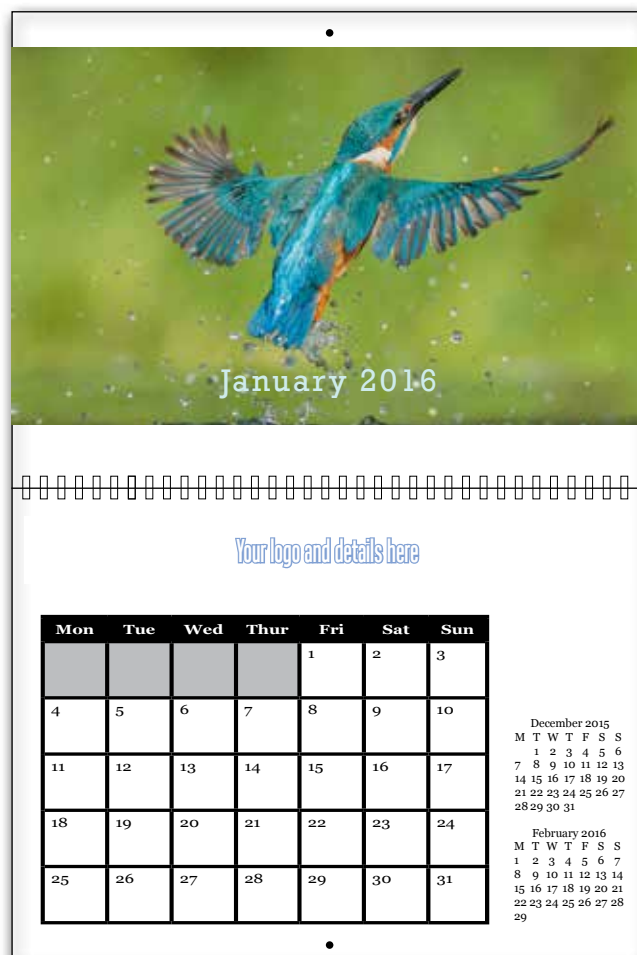 January 2016
Your logo and details here
Mon Tue Wed Thur Fri Sat Sun
1 2 3
4 5 6 7 8 9 10
11 12 13 14 15 16 17
18 19 20 21 22 23 24
25 26 27 28 29 30 31
December 2015
M T W T F S S
1 2 3 4 5 6
7 8 9 10 11 12 13
14 15 16 17 18 19 20
21 22 23 24 25 26 27
28 29 30 31
February 2016
M T W T F S S
1 2 3 4 5 6 7
8 9 10 11 12 13 14
15 16 17 18 19 20 21
22 23 24 25 26 27 28
29